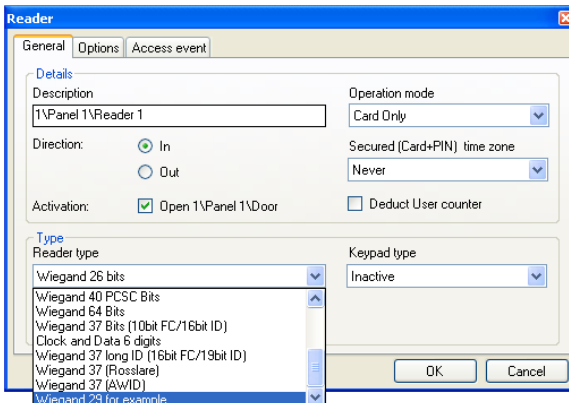 Reader
General Options Access event
Details
Description
Operation mode
1\Panel 1\Reader 1
Card Only
Direction:
In
Secured (Card+PIN) time zone
Out
Never
Activation:
Open 1\Panel 1\Door
Deduct User counter
Type
Reader type
Keypad type
Wiegand 26 bits
Inactive
Wiegand 40 PCSC Bits
Wiegand 64 Bits
Wiegand 37 Bits (10bit FC/16bit ID)
Clock and Data 6 digits
Wiegand 37 long ID (16bit FC/19bit ID)
Wiegand 37 (Rosslare)
Wiegand 37 (AWID)
Wiegand 29 for example
OK Cancel